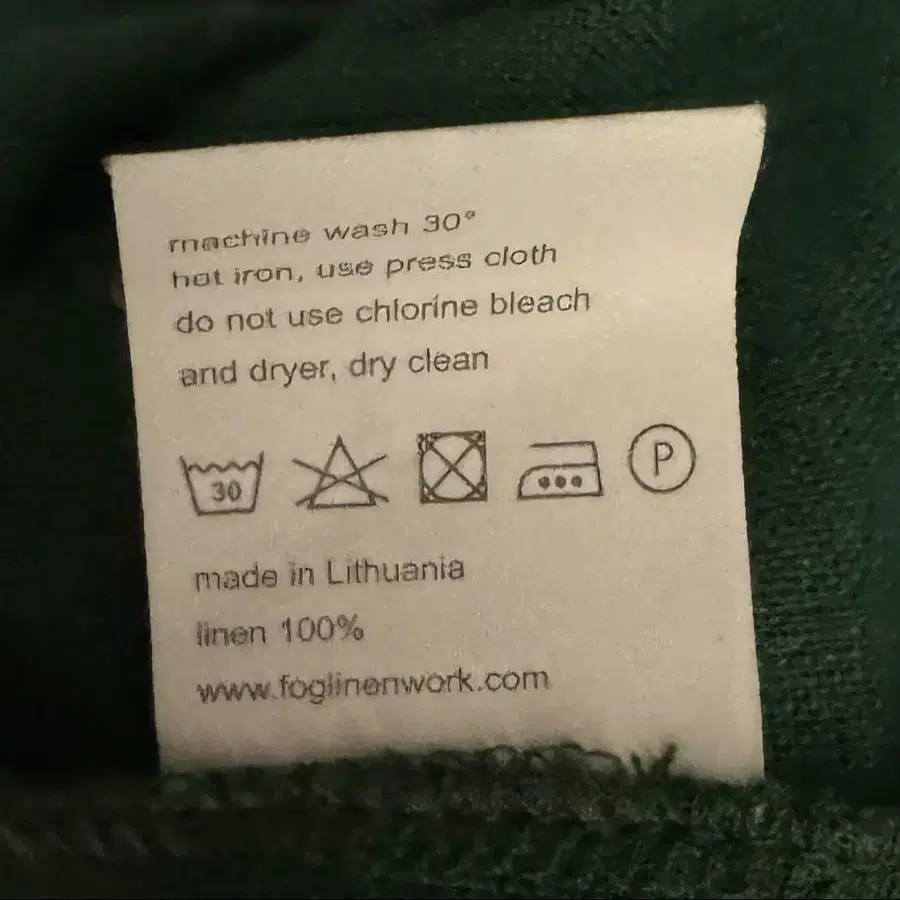 machine wash 30°
hot iron, use press cloth
do not use chlorine bleach
and dryer, dry clean
30
P
made in Lithuania
linen 100%
www.foglinenwork.com